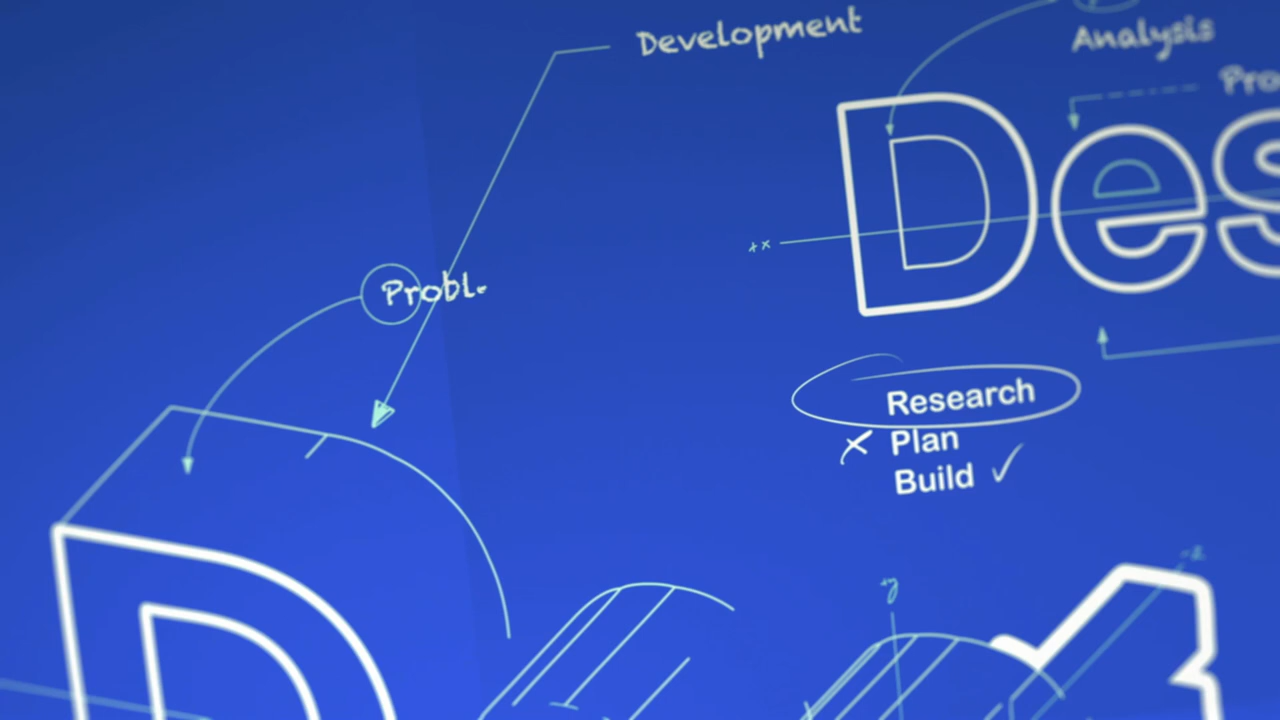 Development
Analysis
Pro
Des
++x
Probl.
Research
Plan
Build
+y
-z
D